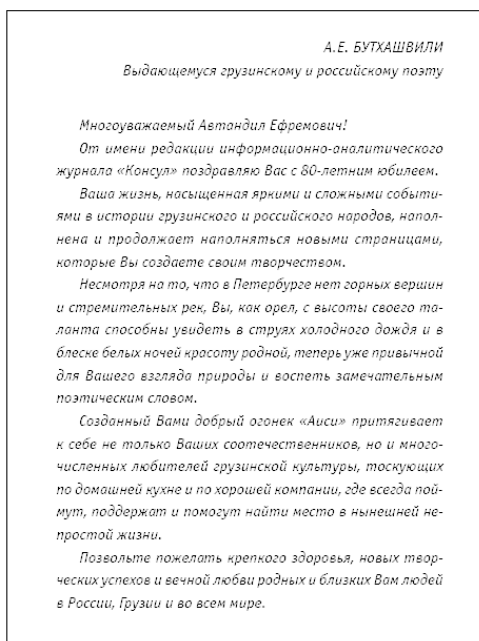 А.Е. БУТХАШВИЛИ
Выдающемуся грузинскому и российскому поэту
Многоуважаемый Автандил Ефремович!
От имени редакции информационно-аналитического
журнала «Консул» поздравляю Вас с 80-летним юбилеем.
Ваша жизнь, насыщенная яркими и сложными событи-
ями в истории грузинского и российского народов, напол-
нена и продолжает наполняться новыми страницами,
которые Вы создаете своим творчеством.
Несмотря на то, что в Петербурге нет горных вершин
и стремительных рек, Вы, как орел, с высоты своего та-
ланта способны увидеть в струях холодного дождя и в
блеске белых ночей красоту родной, теперь уже привычной
для Вашего взгляда природы и воспеть замечательным
поэтическим словом.
Созданный Вами добрый огонек «Аиси» притягивает
к себе не только Ваших соотечественников, но и много-
численных любителей грузинской культуры, тоскующих
по домашней кухне и по хорошей компании, где всегда пой-
мут, поддержат и помогут найти место в нынешней не-
простой жизни.
Позвольте пожелать крепкого здоровья, новых твор-
ческих успехов и вечной любви родных и близких Вам людей
в России, Грузии и во всем мире.